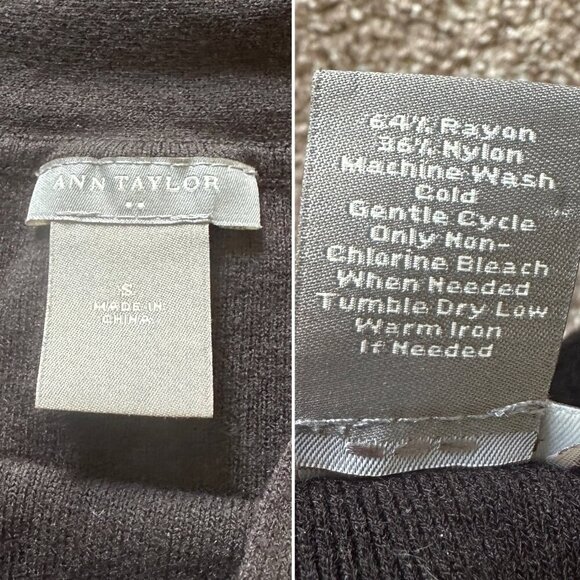 ANN TAYLOR
S
MADE IN
CHINA
64% Rayon
36% Nylon
Machine Wash
Cold
Gentle Cycle
Only Non-
Chlorine Bleach
When Needed
Tumble Dry Low
Warm Iron
If Needed